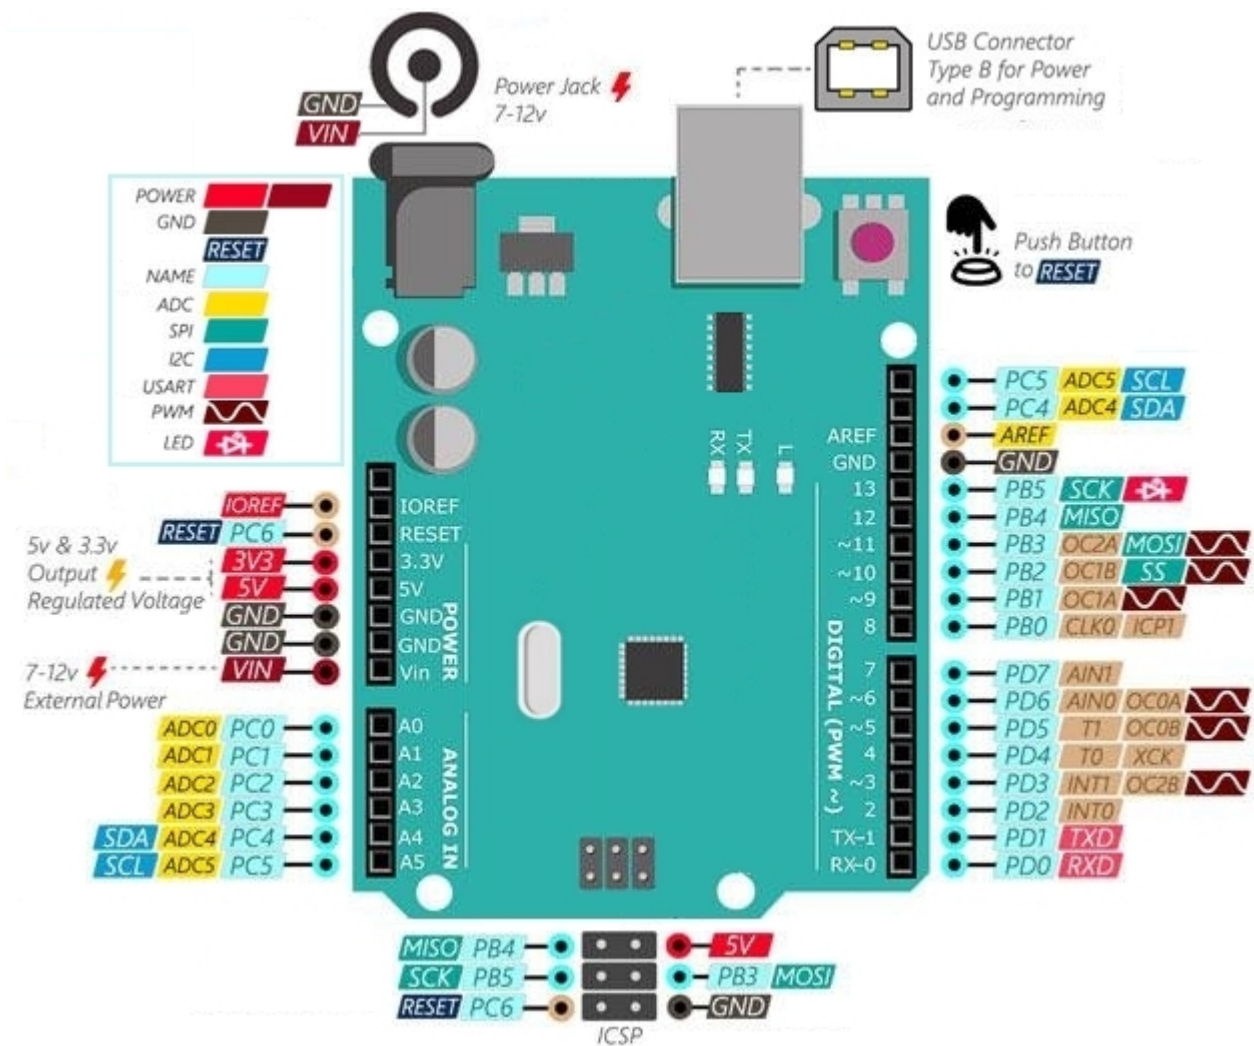 USB Connector
Type B for Power
and Programming
Power Jack
7-12v
GND
VIN
POWER
GND
RESET
NAME
ADC
SPI
I2C
USART
PWM
LED
Push Button
to RESET
IOREF
RESET PC6
3V3
5V
GND
GND
VIN
5v & 3.3v
Output
Regulated Voltage
7-12v
External Power
ADC0 PC0
ADC1 PC1
ADC2 PC2
ADC3 PC3
SDA ADC4 PC4
SCL ADC5 PC5
IOREF
RESET
3.3V
5V
GND
GND
Vin
POWER
A0
A1
A2
A3
A4
A5
ANALOG IN
RX
TX
L
AREF
GND
13
12
~11
~10
~9
8
7
~6
~5
4
~3
2
TX-1
RX-0
DIGITAL (PWM ~)
PC5 ADC5 SCL
PC4 ADC4 SDA
AREF
GND
PB5 SCK
PB4 MISO
PB3 OC2A MOSI
PB2 OC1B SS
PB1 OC1A
PB0 CLK0 ICP1
PD7 AIN1
PD6 AIN0 OC0A
PD5 T1 OC0B
PD4 T0 XCK
PD3 INT1 OC2B
PD2 INT0
PD1 TXD
PD0 RXD
MISO PB4 5V
SCK PB5 PB3 MOSI
RESET PC6 GND
ICSP